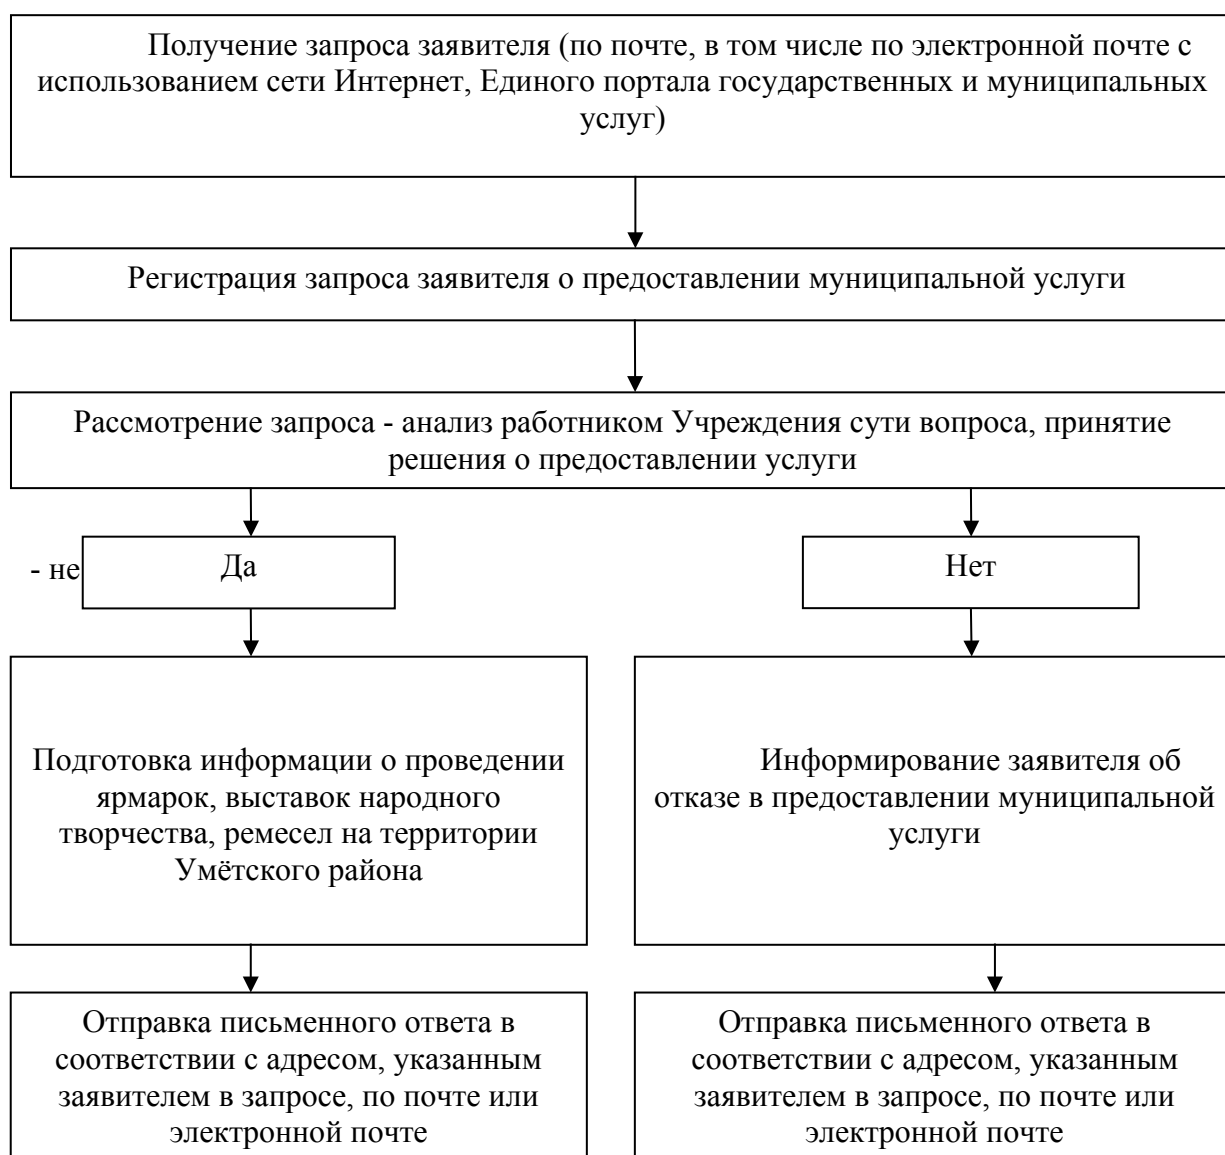 Получение запроса заявителя (по почте, в том числе по электронной почте с
использованием сети Интернет, Единого портала государственных и муниципальных
услуг)
Регистрация запроса заявителя о предоставлении муниципальной услуги
Рассмотрение запроса - анализ работником Учреждения сути вопроса, принятие
решения о предоставлении услуги
- не
Да
Нет
Подготовка информации о проведении
ярмарок, выставок народного
творчества, ремесел на территории
Умётского района
Информирование заявителя об
отказе в предоставлении муниципальной
услуги
Отправка письменного ответа в
соответствии с адресом, указанным
заявителем в запросе, по почте или
электронной почте
Отправка письменного ответа в
соответствии с адресом, указанным
заявителем в запросе, по почте или
электронной почте